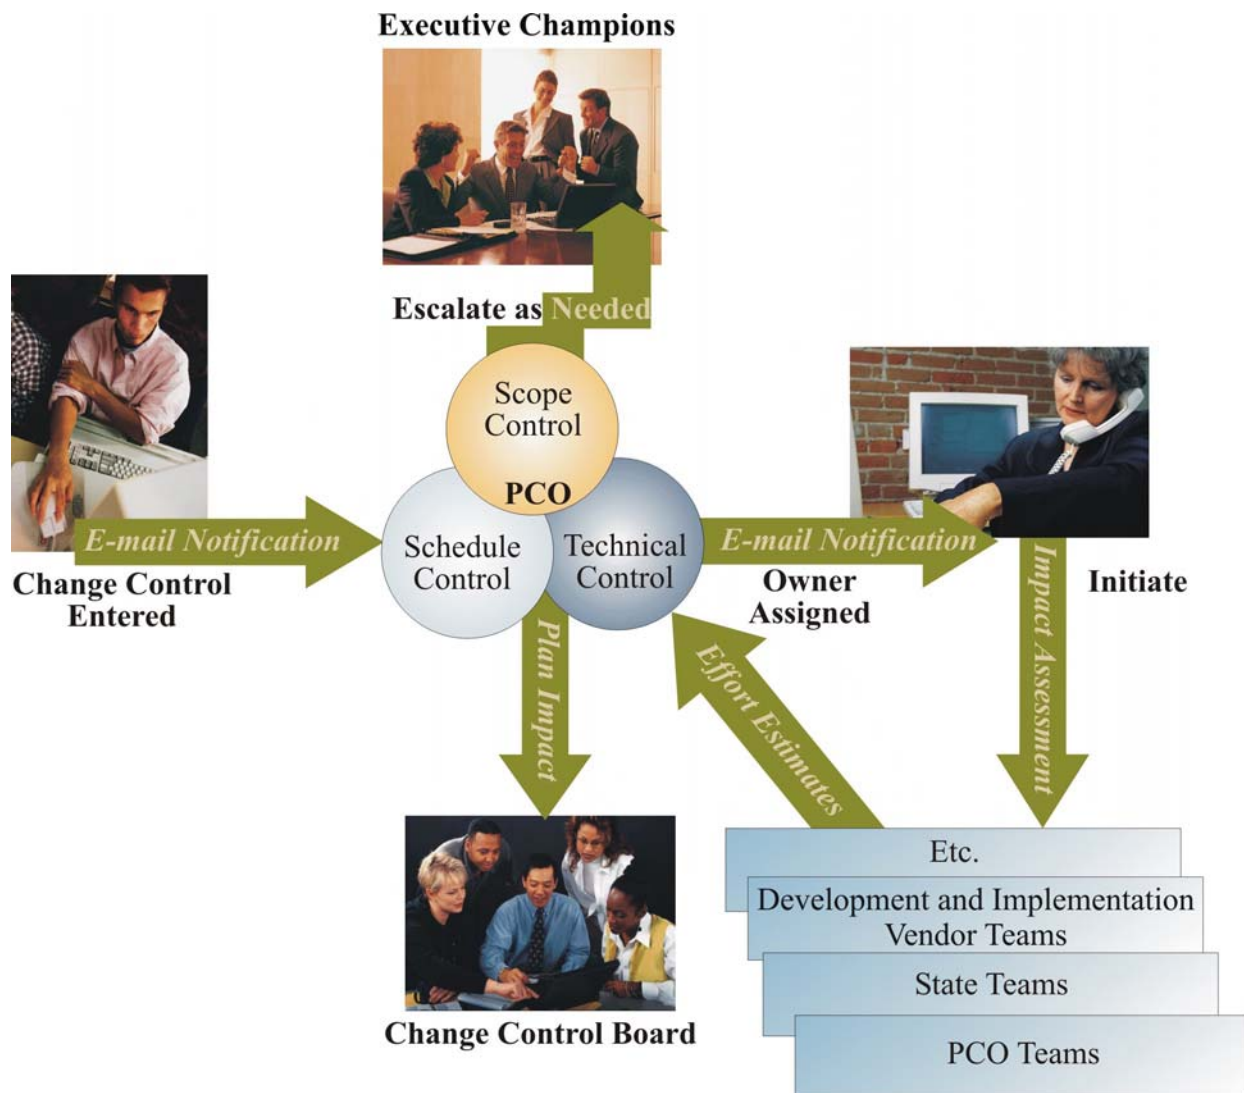 Executive Champions
Escalate as Needed
Scope
Control
PCO
Schedule
Control
Technical
Control
E-mail Notification
Change Control
Entered
E-mail Notification
Owner
Assigned
Initiate
Impact Assessment
Effort Estimates
Plan Impact
Change Control Board
Etc.
Development and Implementation
Vendor Teams
State Teams
PCO Teams